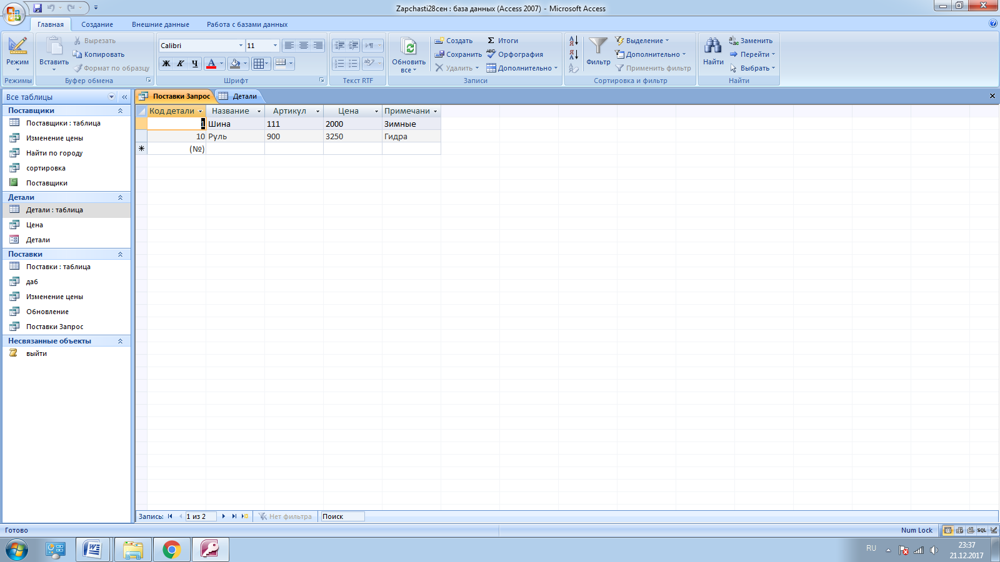 Zapchasti28сен : база данных (Access 2007) - Microsoft Access
Главная Создание Внешние данные Работа с базами данных
Режим
Режимы
Вставить
Вырезать
Копировать
Формат по образцу
Буфер обмена
Calibri 11
Ж К Ч А
Шрифт
Текст RTF
Обновить
все
Создать
Сохранить
Удалить
Итоги
Орфография
Дополнительно
Записи
Фильтр
Выделение
Дополнительно
Применить фильтр
Сортировка и фильтр
Найти
Заменить
Перейти
Выбрать
Найти
Все таблицы
Поставщики
Поставщики : таблица
Изменение цены
Найти по городу
сортировка
Поставщики
Детали
Детали : таблица
Цена
Детали
Поставки
Поставки : таблица
даб
Изменение цены
Обновление
Поставки Запрос
Несвязанные объекты
выйти
Поставки Запрос Детали
Код детали Название Артикул Цена Примечани
1 Шина 111 2000 Зимные
10 Руль 900 3250 Гидра
(№)
Запись: 1 из 2 Нет фильтра Поиск
Готово
Num Lock
SQL
RU
23:37
21.12.2017